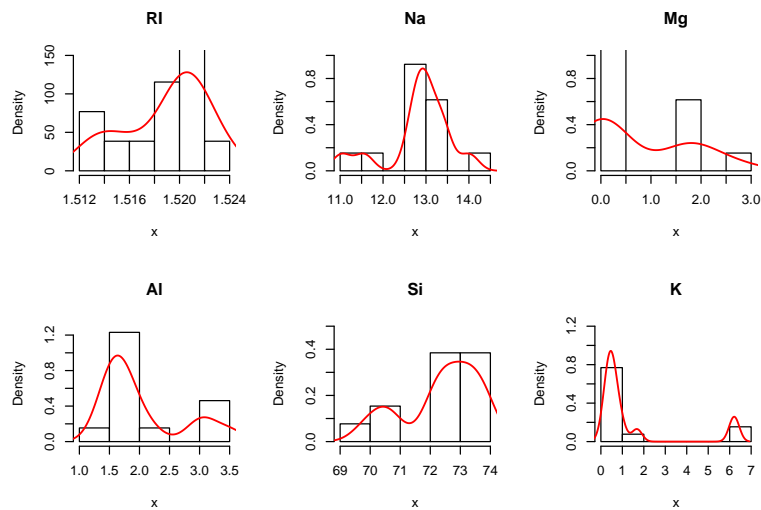 RI
Density
0 50 100 150
1.512 1.516 1.520 1.524
x
Na
Density
0.0 0.4 0.8
11.0 12.0 13.0 14.0
x
Mg
Density
0.0 0.4 0.8
0.0 1.0 2.0 3.0
x
Al
Density
0.0 0.4 0.8 1.2
1.0 1.5 2.0 2.5 3.0 3.5
x
Si
Density
0.0 0.2 0.4
69 70 71 72 73 74
x
K
Density
0.0 0.4 0.8 1.2
0 1 2 3 4 5 6 7
x